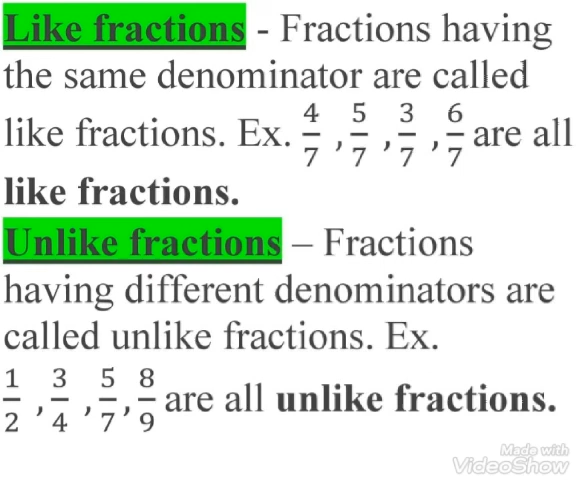 Like fractions - Fractions having
the same denominator are called
like fractions. Ex. 4/7 , 5/7 , 3/7 , 6/7 are all
like fractions.
Unlike fractions – Fractions
having different denominators are
called unlike fractions. Ex.
1/2 , 3/4 , 5/7 , 8/9 are all unlike fractions.
Made with
VideoShow